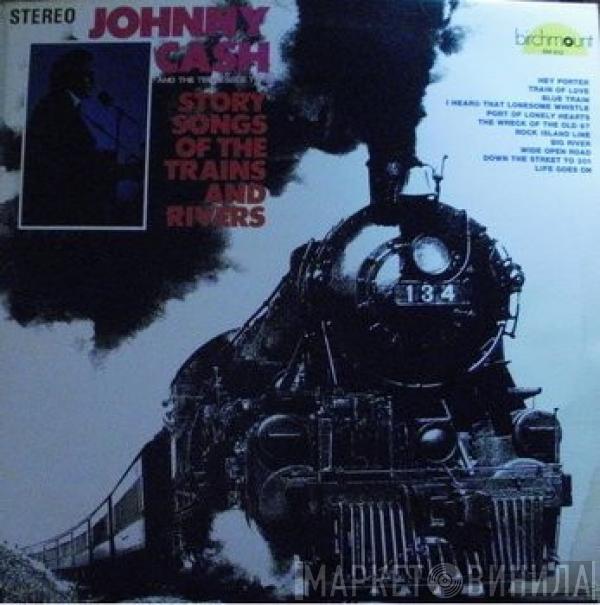 STEREO
JOHNNY
CASH
AND THE TENNESSEE TWO
STORY
SONGS
OF THE
TRAINS
AND
RIVERS
birchmount
HEY PORTER
TRAIN OF LOVE
BLUE TRAIN
I HEARD THAT LONESOME WHISTLE
PORT OF LONELY HEARTS
THE WRECK OF THE OLD 97
ROCK ISLAND LINE
BIG RIVER
WIDE OPEN ROAD
DOWN THE STREET TO 301
LIFE GOES ON
134
МАРКЕТ ВИНИЛА